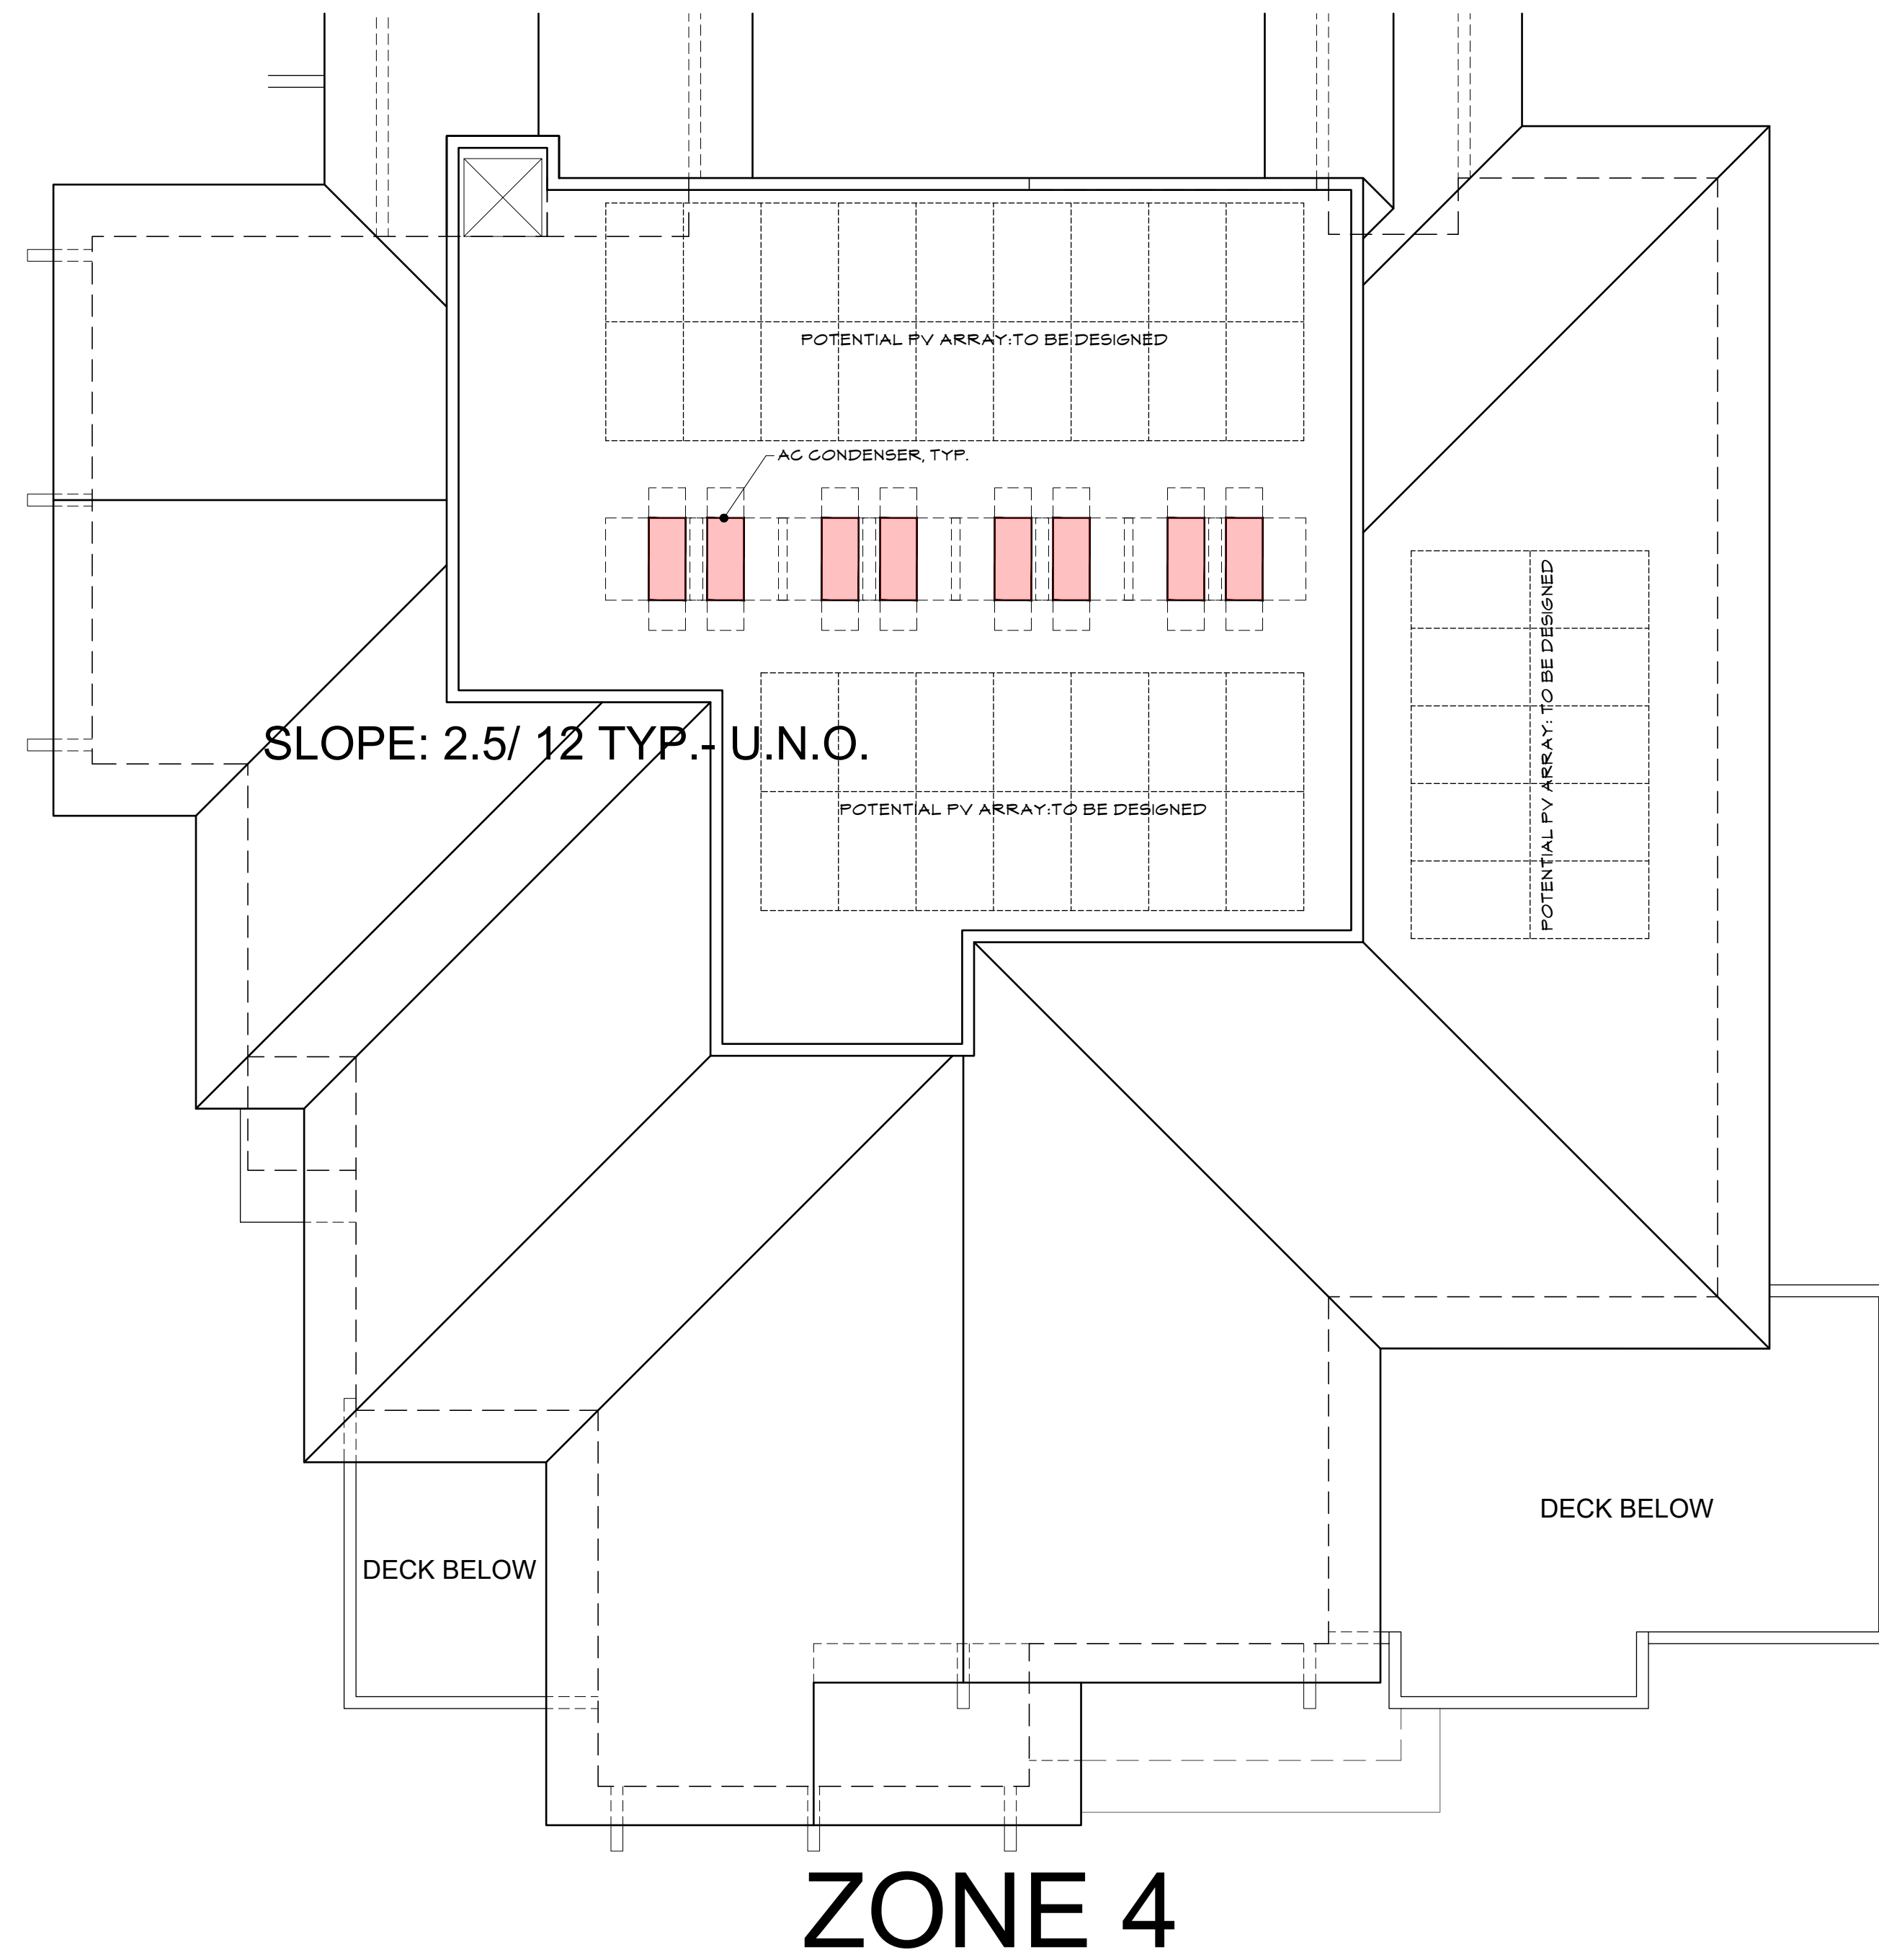 POTENTIAL PV ARRAY:TO BE DESIGNED
AC CONDENSER, TYP.
POTENTIAL PV ARRAY: TO BE DESIGNED
SLOPE: 2.5/ 12 TYP.- U.N.O.
POTENTIAL PV ARRAY:TO BE DESIGNED
DECK BELOW
DECK BELOW
ZONE 4